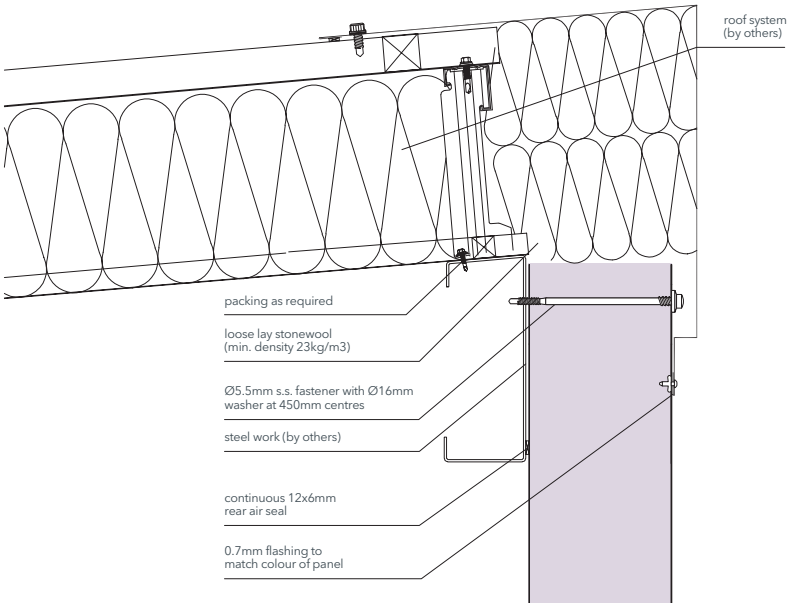 roof system
(by others)
packing as required
loose lay stonewool
(min. density 23kg/m3)
Ø5.5mm s.s. fastener with Ø16mm
washer at 450mm centres
steel work (by others)
continuous 12x6mm
rear air seal
0.7mm flashing to
match colour of panel